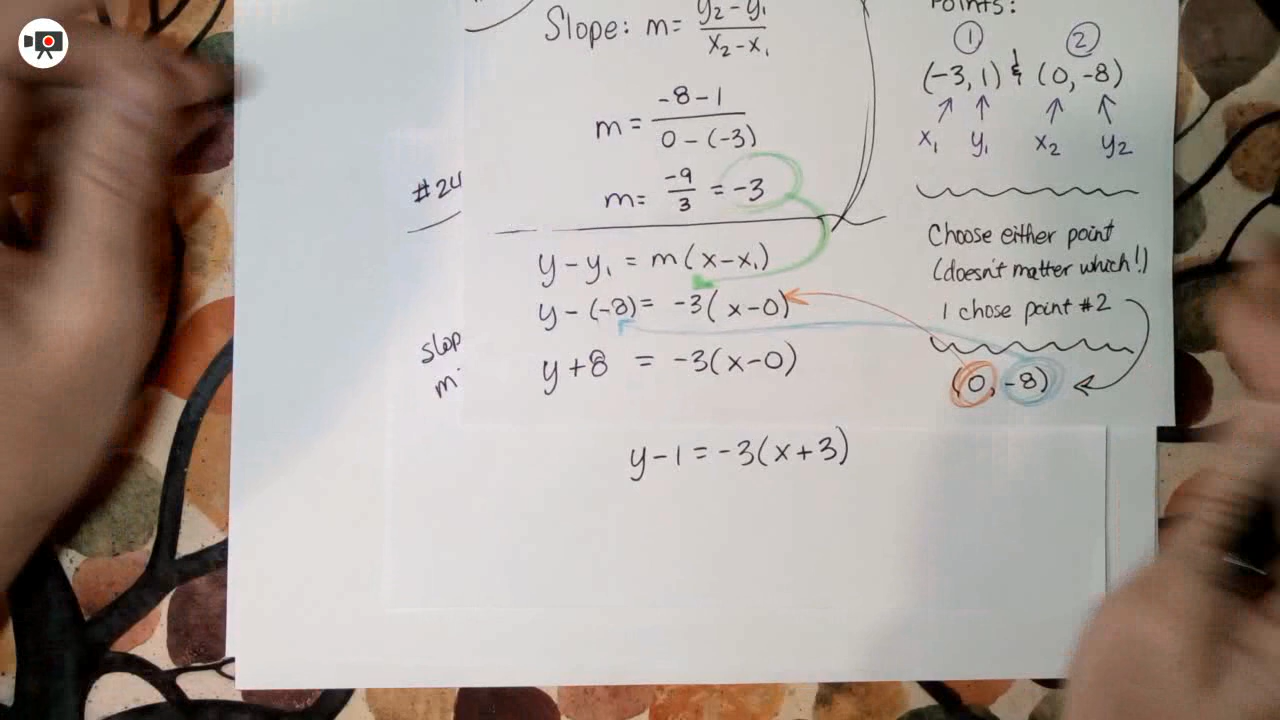 Slope: m = y₂ - y₁ / x₂ - x₁
m = -8 - 1 / 0 - (-3)
m = -9 / 3 = -3
#24
y - y₁ = m(x - x₁)
y - (-8) = -3(x - 0)
y + 8 = -3(x - 0)
slop
m
y - 1 = -3(x + 3)
Points:
① ②
(-3, 1) & (0, -8)
x₁ y₁ x₂ y₂
Choose either point
(doesn't matter which!)
I chose point #2
(0, -8)